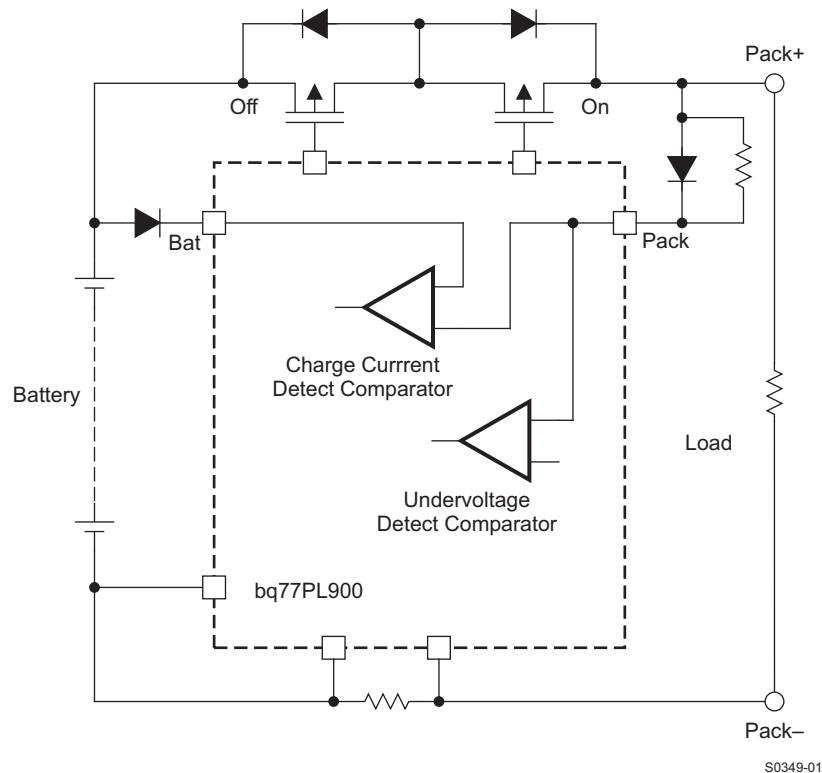 Pack+
Off
On
Bat
Pack
Charge Currrent
Detect Comparator
Battery
Load
Undervoltage
Detect Comparator
bq77PL900
Pack–
S0349-01